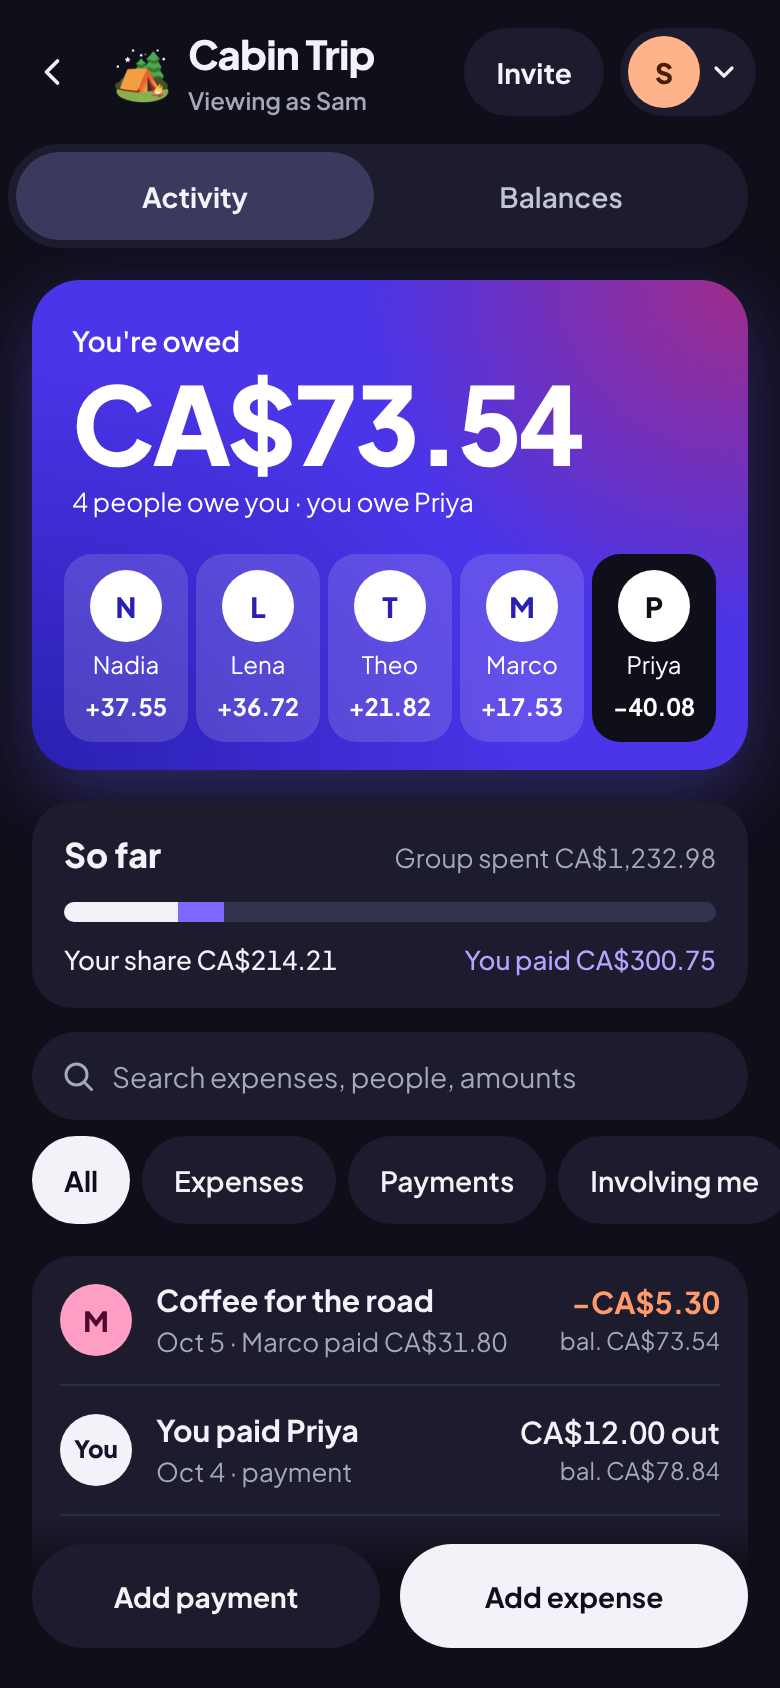 Cabin Trip
Viewing as Sam
Invite
S
Activity
Balances
You're owed
CA$73.54
4 people owe you · you owe Priya
N
L
T
M
P
Nadia
Lena
Theo
Marco
Priya
+37.55
+36.72
+21.82
+17.53
−40.08
So far
Group spent CA$1,232.98
Your share CA$214.21
You paid CA$300.75
Search expenses, people, amounts
All
Expenses
Payments
Involving me
M
Coffee for the road
−CA$5.30
Oct 5 · Marco paid CA$31.80
bal. CA$73.54
You
You paid Priya
CA$12.00 out
Oct 4 · payment
bal. CA$78.84
Add payment
Add expense